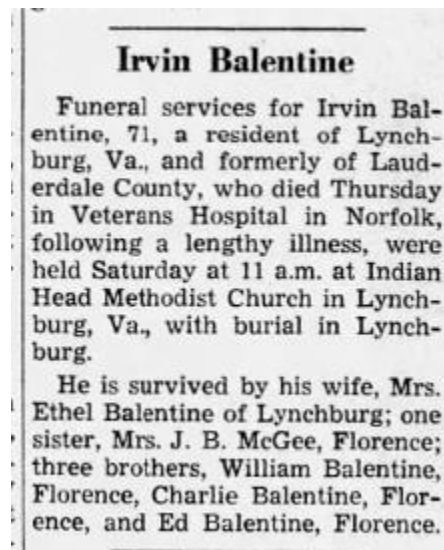 Irvin Balentine
Funeral services for Irvin Bal-
entine, 71, a resident of Lynch-
burg, Va., and formerly of Laud-
erdale County, who died Thursday
in Veterans Hospital in Norfolk,
following a lengthy illness, were
held Saturday at 11 a.m. at Indian
Head Methodist Church in Lynch-
burg, Va., with burial in Lynch-
burg.
He is survived by his wife, Mrs.
Ethel Balentine of Lynchburg; one
sister, Mrs. J. B. McGee, Florence;
three brothers, William Balentine,
Florence, Charlie Balentine, Flor-
ence, and Ed Balentine, Florence.